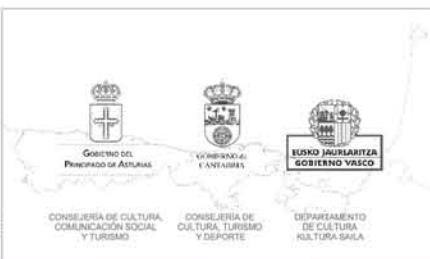 GOBIERNO DEL
PRINCIPADO DE ASTURIAS
GOBIERNO de
CANTABRIA
EUSKO JAURLARITZA
GOBIERNO VASCO
CONSEJERÍA DE CULTURA,
COMUNICACIÓN SOCIAL
Y TURISMO
CONSEJERÍA DE
CULTURA, TURISMO
Y DEPORTE
DEPARTAMENTO
DE CULTURA
KULTURA SAILA